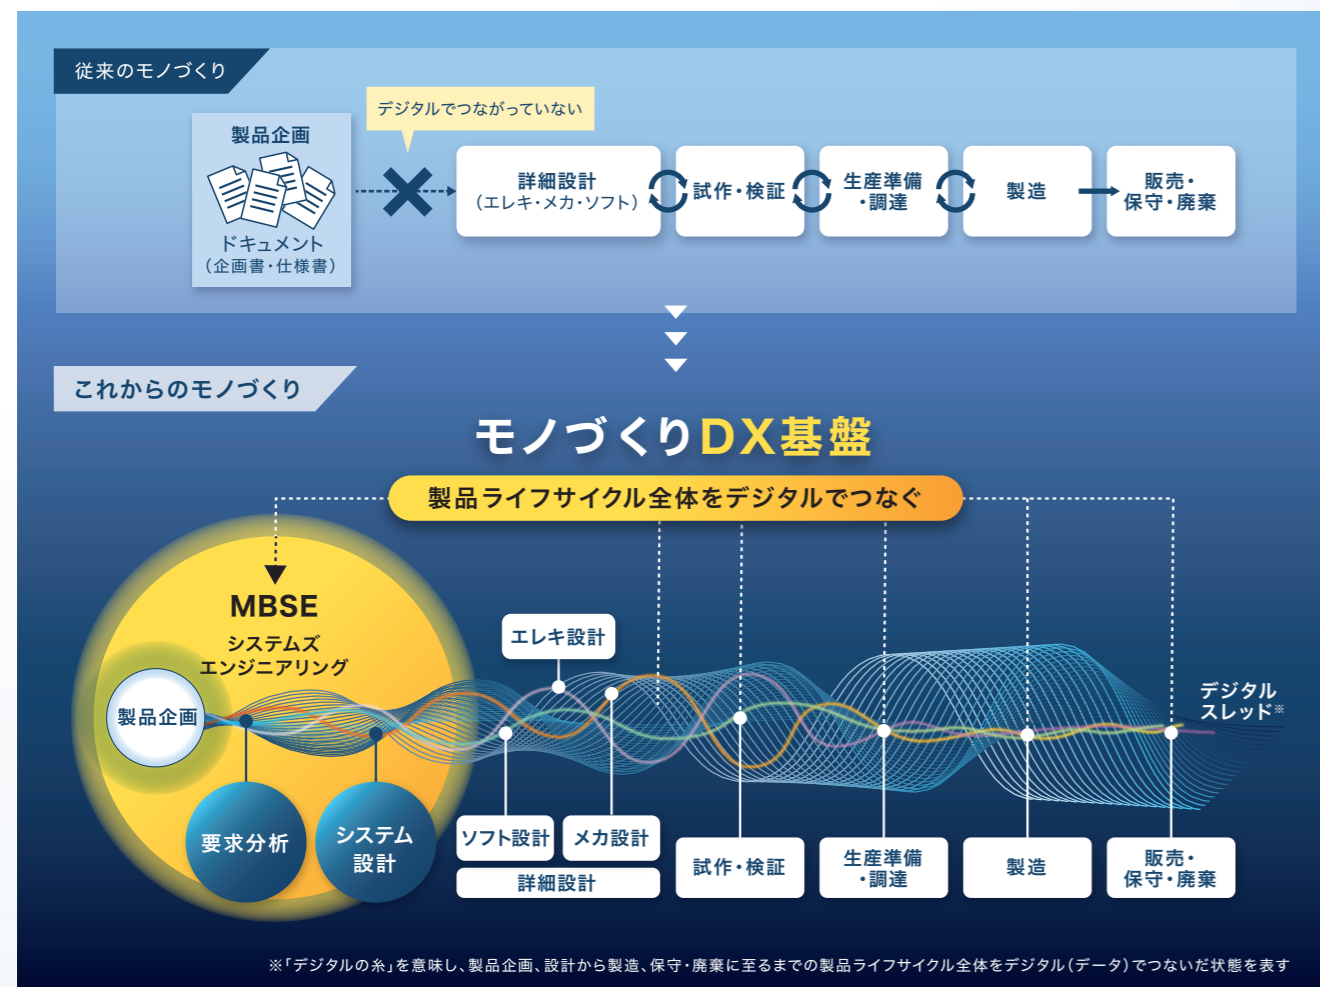 従来のモノづくり
デジタルでつながっていない
製品企画
ドキュメント
（企画書・仕様書）
詳細設計
（エレキ・メカ・ソフト）
試作・検証
生産準備
・調達
製造
販売・
保守・廃棄
これからのモノづくり
モノづくりDX基盤
製品ライフサイクル全体をデジタルでつなぐ
MBSE
システムズ
エンジニアリング
製品企画
要求分析
システム
設計
エレキ設計
ソフト設計
メカ設計
詳細設計
試作・検証
生産準備
・調達
製造
販売・
保守・廃棄
デジタル
スレッド※
※「デジタルの糸」を意味し、製品企画、設計から製造、保守・廃棄に至るまでの製品ライフサイクル全体をデジタル（データ）でつないだ状態を表す